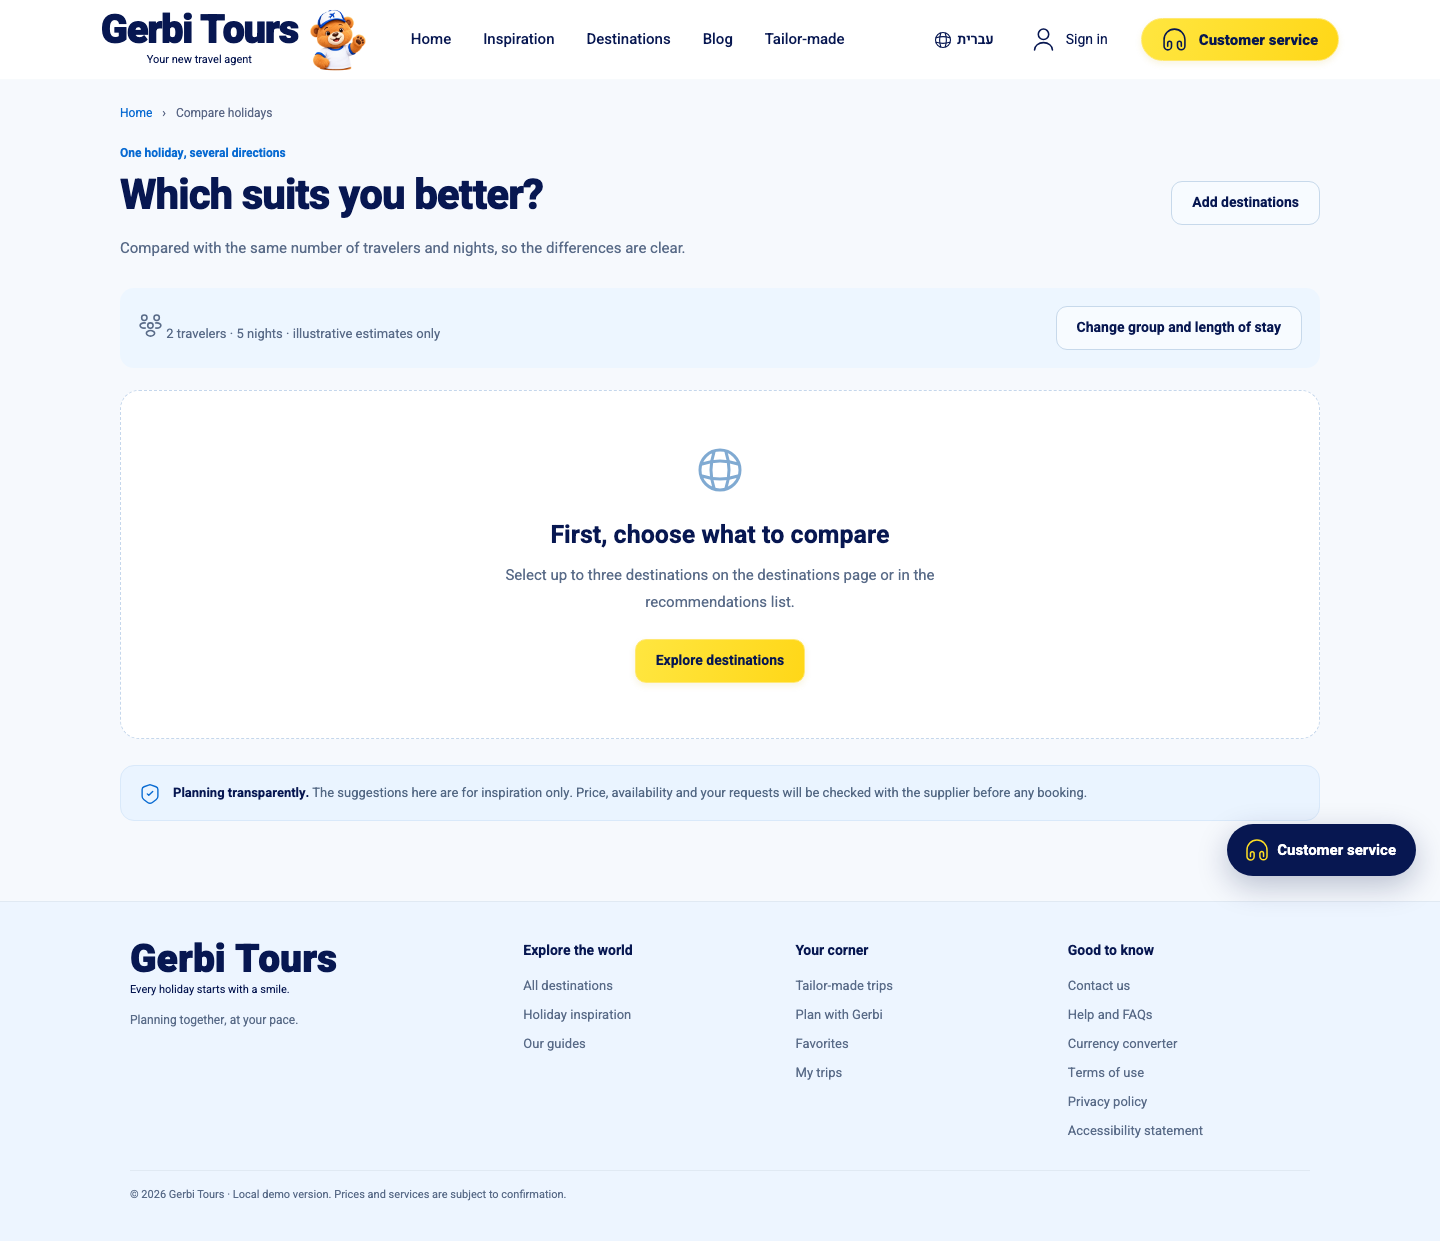 Gerbi Tours
Your new travel agent
Home
Inspiration
Destinations
Blog
Tailor-made
עברית
Sign in
Customer service
Home › Compare holidays
One holiday, several directions
Which suits you better?
Add destinations
Compared with the same number of travelers and nights, so the differences are clear.
2 travelers · 5 nights · illustrative estimates only
Change group and length of stay
First, choose what to compare
Select up to three destinations on the destinations page or in the
recommendations list.
Explore destinations
Planning transparently. The suggestions here are for inspiration only. Price, availability and your requests will be checked with the supplier before any booking.
Customer service
Gerbi Tours
Every holiday starts with a smile.
Planning together, at your pace.
Explore the world
All destinations
Holiday inspiration
Our guides
Your corner
Tailor-made trips
Plan with Gerbi
Favorites
My trips
Good to know
Contact us
Help and FAQs
Currency converter
Terms of use
Privacy policy
Accessibility statement
© 2026 Gerbi Tours · Local demo version. Prices and services are subject to confirmation.